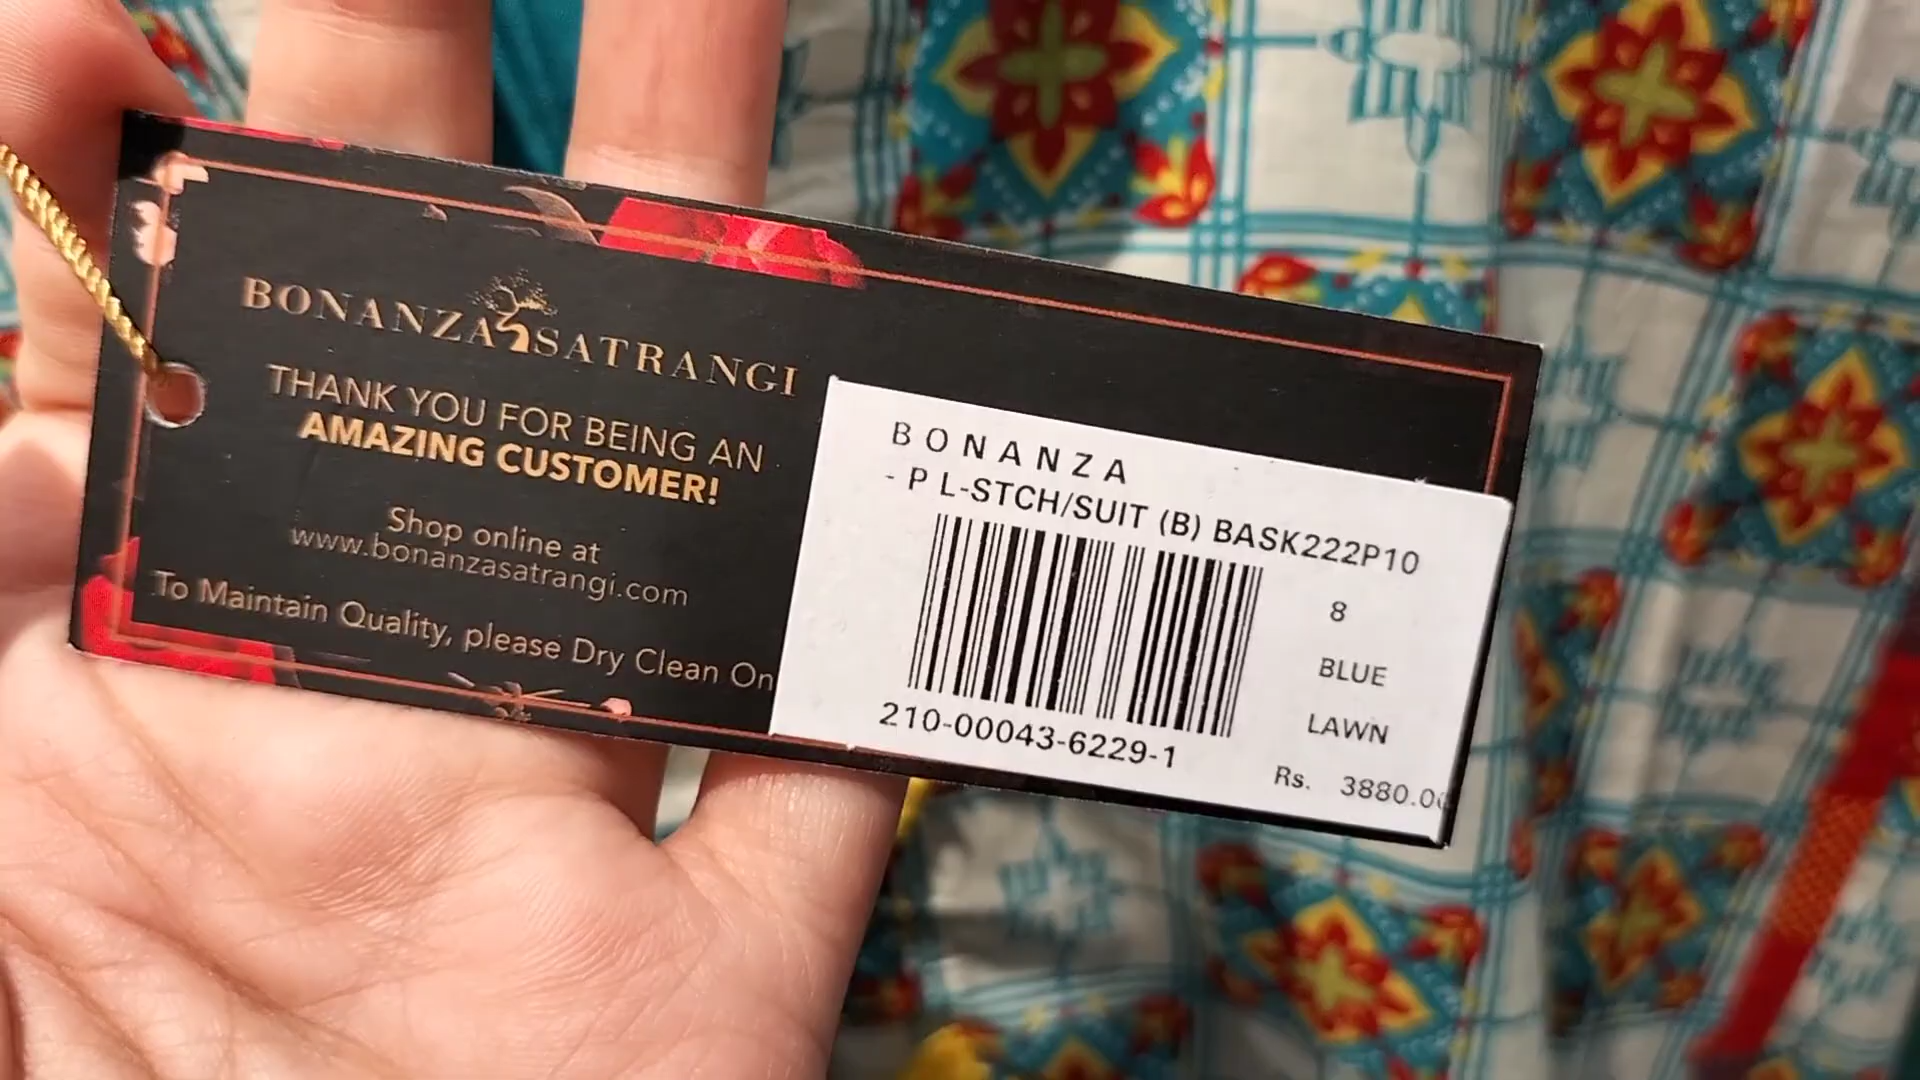 BONANZA SATRANGI
THANK YOU FOR BEING AN
AMAZING CUSTOMER!
Shop online at
www.bonanzasatrangi.com
To Maintain Quality, please Dry Clean On
BONANZA
- P L-STCH/SUIT (B) BASK222P10
8
BLUE
LAWN
210-00043-6229-1
Rs. 3880.00